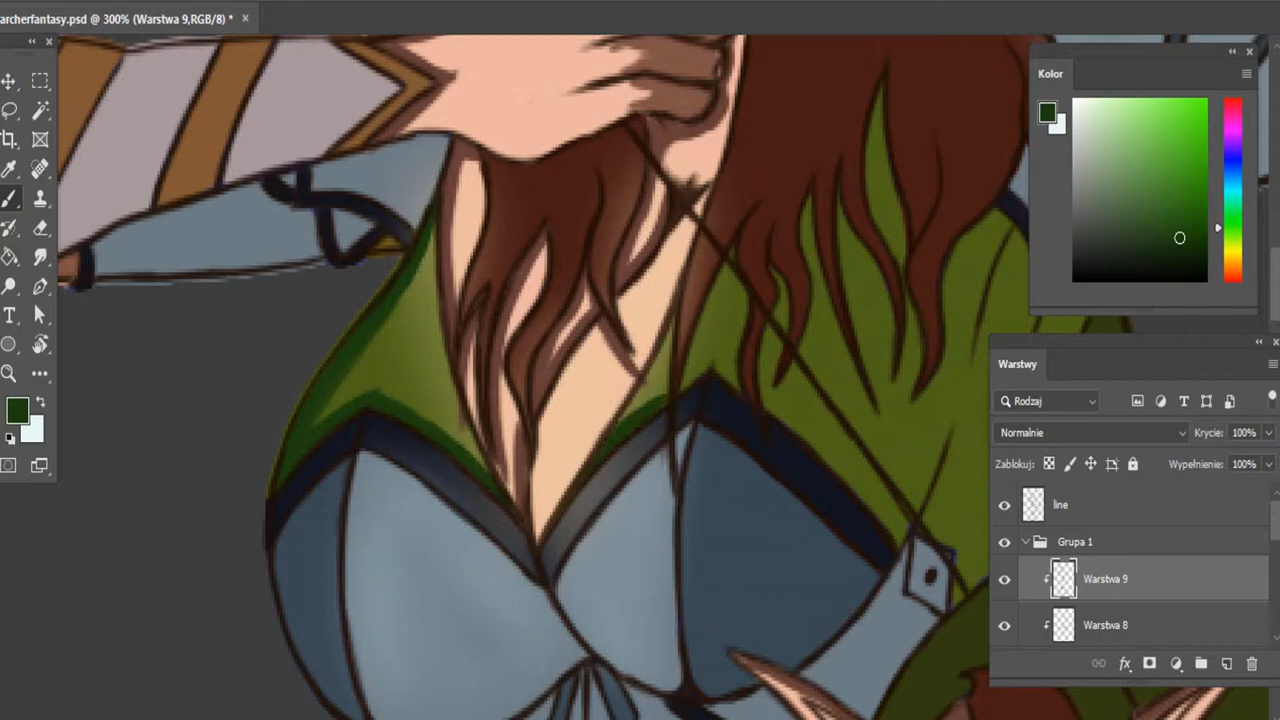 archerfantasy.psd @ 300% (Warstwa 9,RGB/8) * ×
Kolor
Warstwy
Rodzaj
Normalnie Krycie: 100%
Zablokuj: Wypełnienie: 100%
line
Grupa 1
Warstwa 9
Warstwa 8
fx